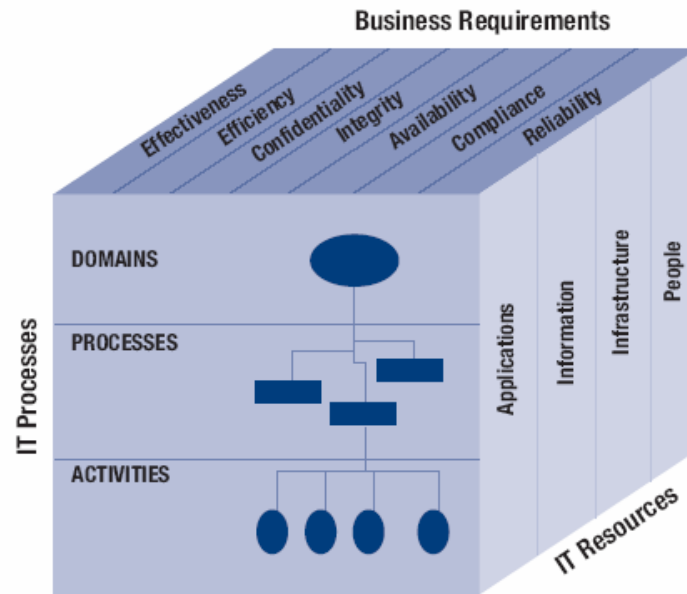 Business Requirements
Effectiveness
Efficiency
Confidentiality
Integrity
Availability
Compliance
Reliability
IT Processes
DOMAINS
PROCESSES
ACTIVITIES
Applications
Information
Infrastructure
People
IT Resources